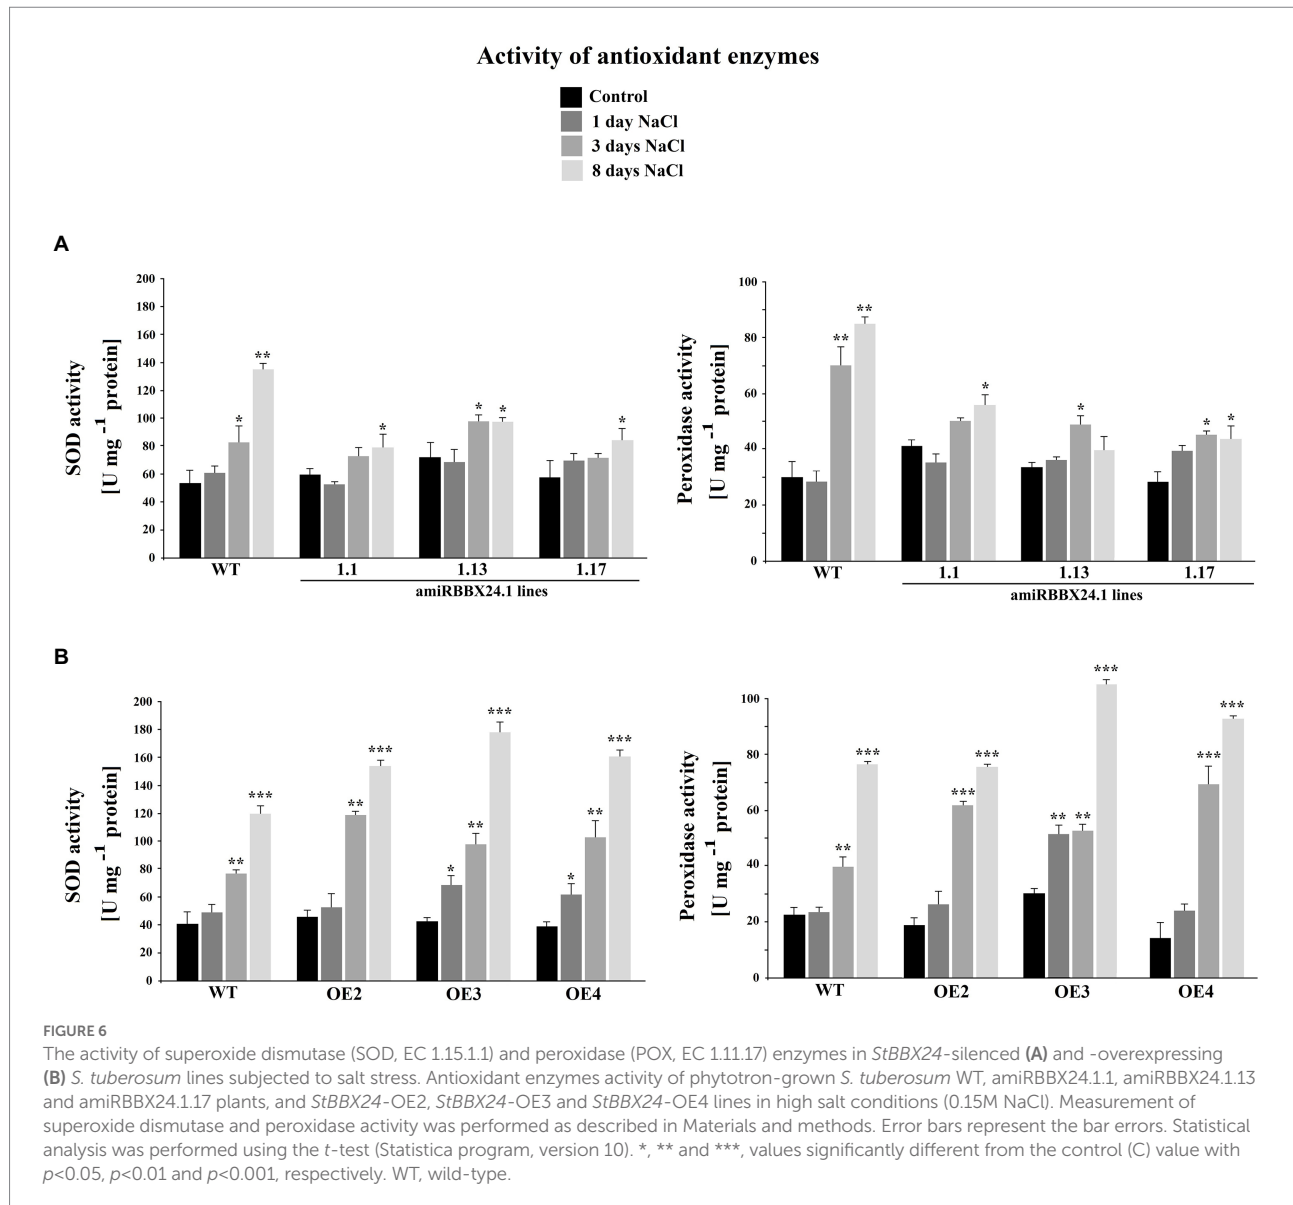 Activity of antioxidant enzymes
Control
1 day NaCl
3 days NaCl
8 days NaCl
A
SOD activity
[U mg -1 protein]
200
180
160
140
120
100
80
60
40
20
0
* ** * * * *
WT 1.1 1.13 1.17
amiRBBX24.1 lines
Peroxidase activity
[U mg -1 protein]
100
80
60
40
20
0
** ** * * * *
WT 1.1 1.13 1.17
amiRBBX24.1 lines
B
SOD activity
[U mg -1 protein]
200
180
160
140
120
100
80
60
40
20
0
** *** ** *** * ** *** * ** ***
WT OE2 OE3 OE4
Peroxidase activity
[U mg -1 protein]
100
80
60
40
20
0
** *** *** *** ** ** *** *** ***
WT OE2 OE3 OE4
FIGURE 6
The activity of superoxide dismutase (SOD, EC 1.15.1.1) and peroxidase (POX, EC 1.11.17) enzymes in StBBX24-silenced (A) and -overexpressing
(B) S. tuberosum lines subjected to salt stress. Antioxidant enzymes activity of phytotron-grown S. tuberosum WT, amiRBBX24.1.1, amiRBBX24.1.13
and amiRBBX24.1.17 plants, and StBBX24-OE2, StBBX24-OE3 and StBBX24-OE4 lines in high salt conditions (0.15M NaCl). Measurement of
superoxide dismutase and peroxidase activity was performed as described in Materials and methods. Error bars represent the bar errors. Statistical
analysis was performed using the t-test (Statistica program, version 10). *, ** and ***, values significantly different from the control (C) value with
p<0.05, p<0.01 and p<0.001, respectively. WT, wild-type.